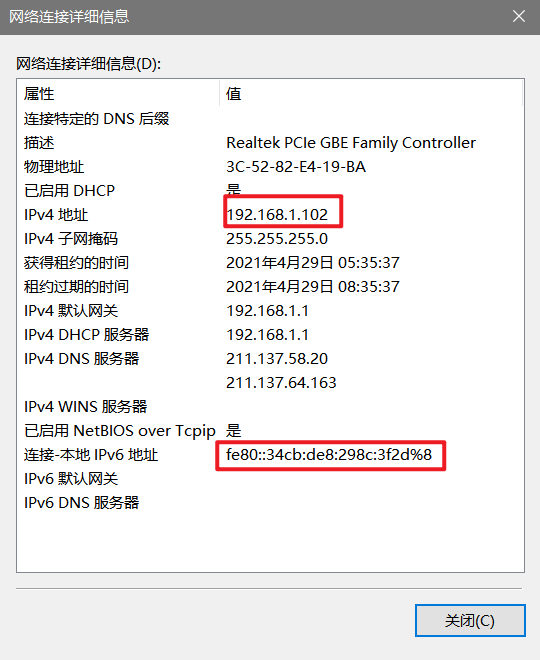 网络连接详细信息
网络连接详细信息(D):
属性 值
连接特定的 DNS 后缀
描述 Realtek PCIe GBE Family Controller
物理地址 3C-52-82-E4-19-BA
已启用 DHCP 是
IPv4 地址 192.168.1.102
IPv4 子网掩码 255.255.255.0
获得租约的时间 2021年4月29日 05:35:37
租约过期的时间 2021年4月29日 08:35:37
IPv4 默认网关 192.168.1.1
IPv4 DHCP 服务器 192.168.1.1
IPv4 DNS 服务器 211.137.58.20
211.137.64.163
IPv4 WINS 服务器
已启用 NetBIOS over Tcpip 是
连接-本地 IPv6 地址 fe80::34cb:de8:298c:3f2d%8
IPv6 默认网关
IPv6 DNS 服务器
关闭(C)